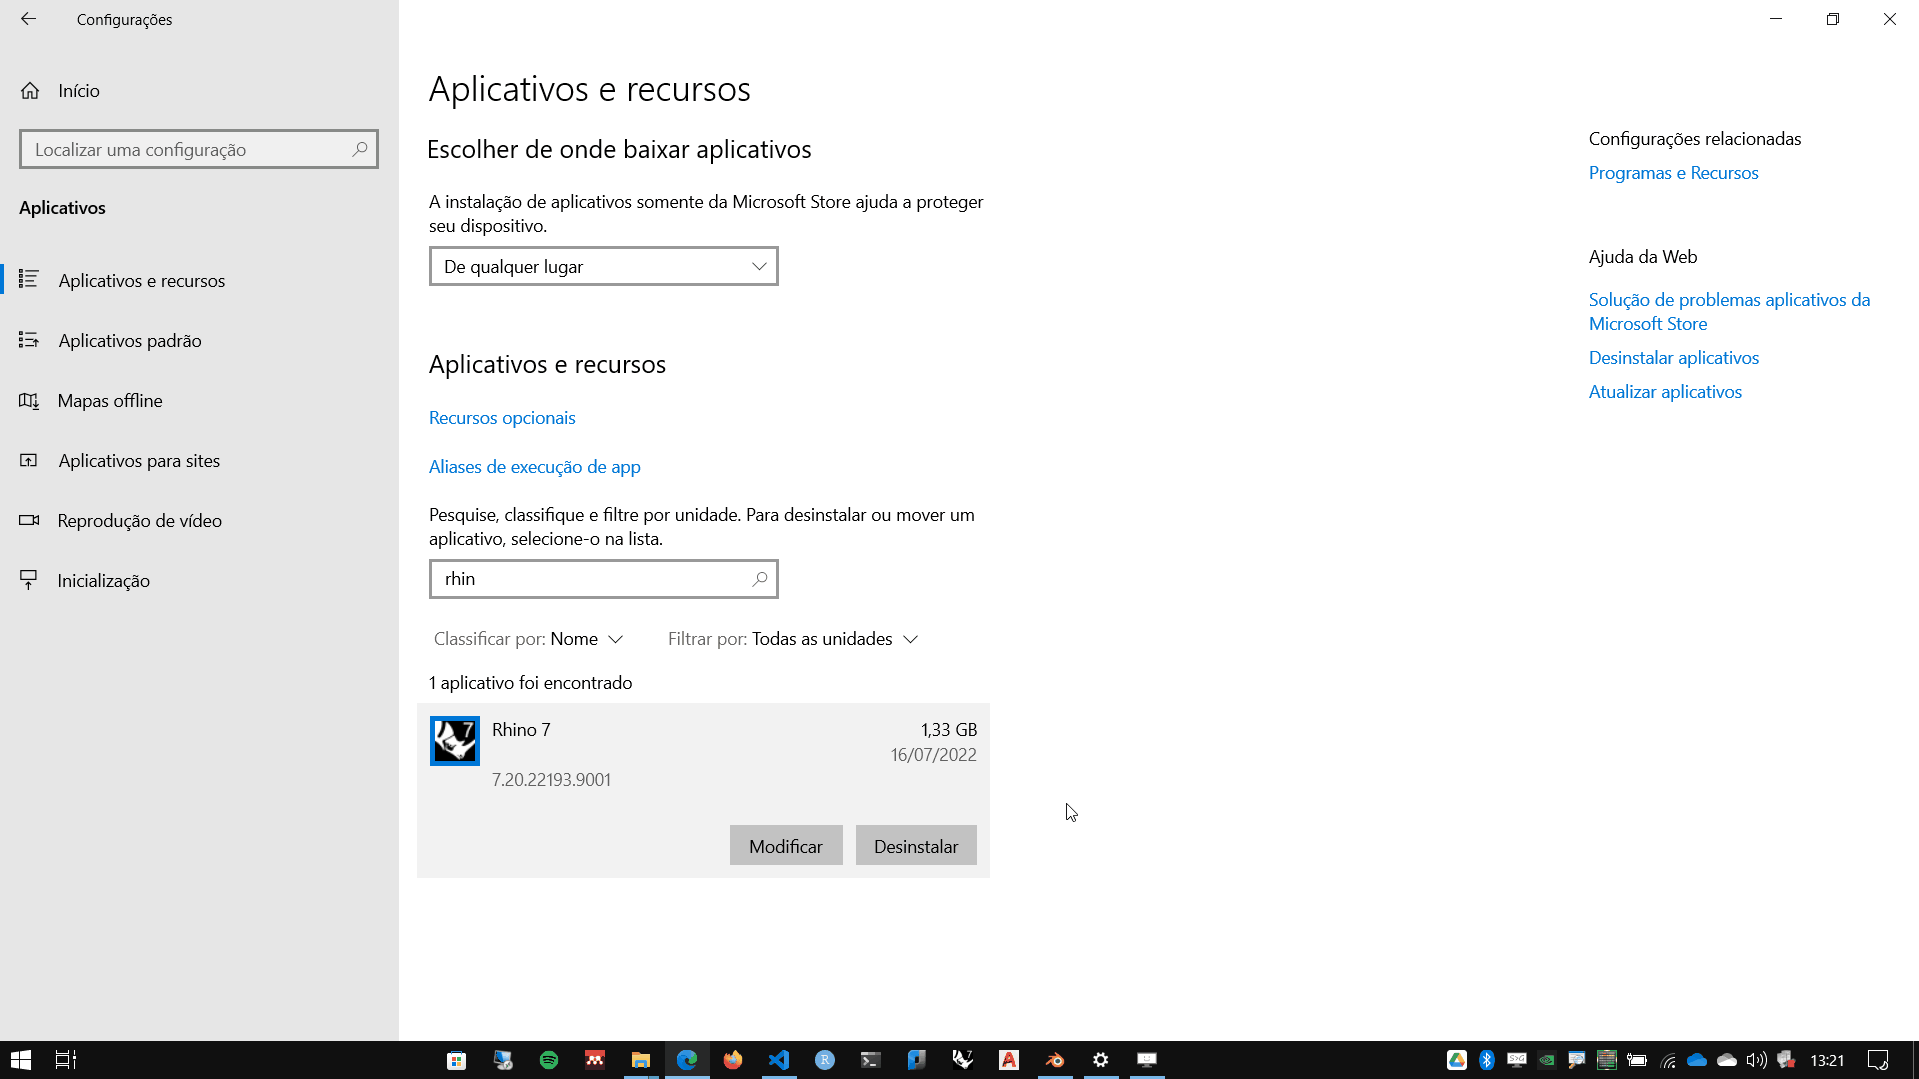 Configurações
Início
Localizar uma configuração
Aplicativos
Aplicativos e recursos
Aplicativos padrão
Mapas offline
Aplicativos para sites
Reprodução de vídeo
Inicialização
Aplicativos e recursos
Escolher de onde baixar aplicativos
A instalação de aplicativos somente da Microsoft Store ajuda a proteger
seu dispositivo.
De qualquer lugar
Aplicativos e recursos
Recursos opcionais
Aliases de execução de app
Pesquise, classifique e filtre por unidade. Para desinstalar ou mover um
aplicativo, selecione-o na lista.
rhin
Classificar por: Nome
Filtrar por: Todas as unidades
1 aplicativo foi encontrado
7
Rhino 7
1,33 GB
16/07/2022
7.20.22193.9001
Modificar
Desinstalar
Configurações relacionadas
Programas e Recursos
Ajuda da Web
Solução de problemas aplicativos da
Microsoft Store
Desinstalar aplicativos
Atualizar aplicativos
13:21